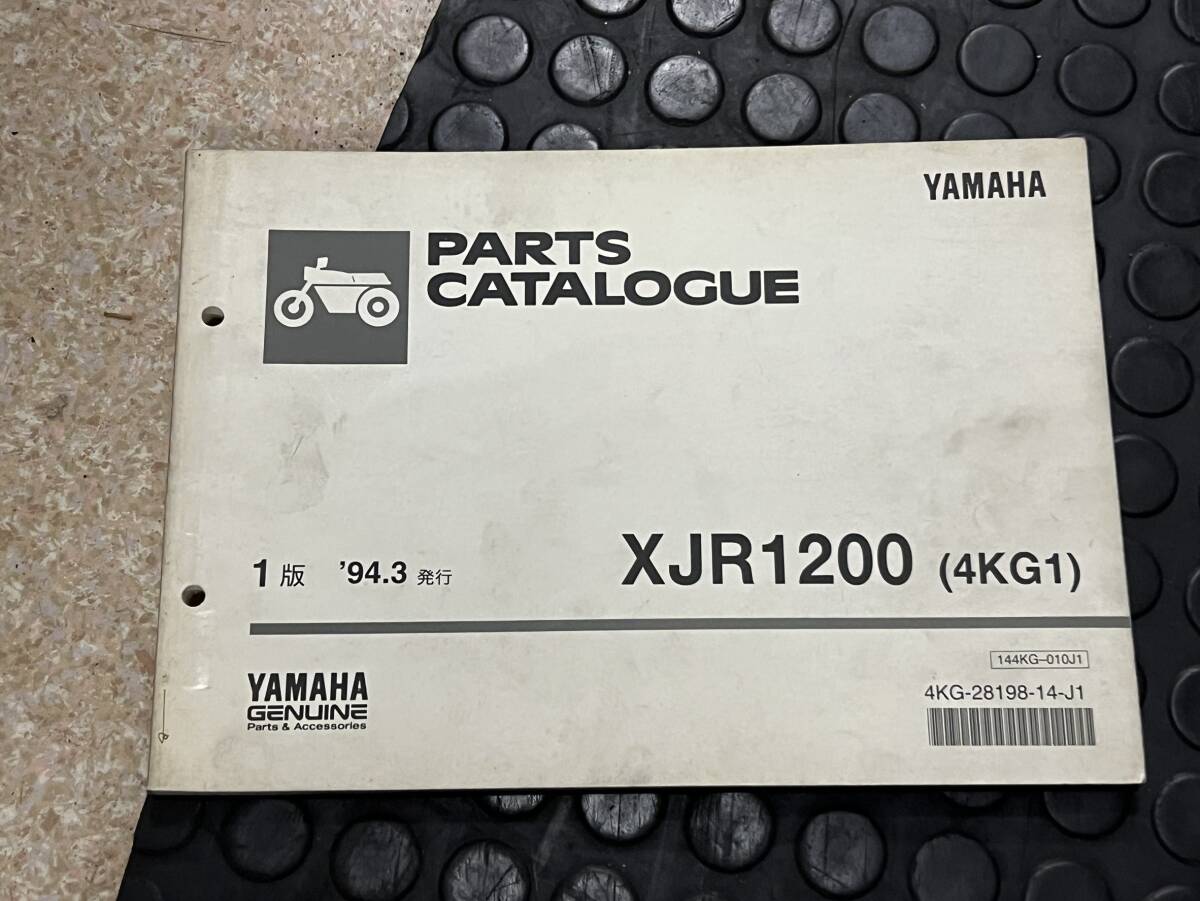 YAMAHA
PARTS
CATALOGUE
1版 '94.3 発行
XJR1200 (4KG1)
144KG-010J1
4KG-28198-14-J1
YAMAHA
GENUINE
Parts & Accessories